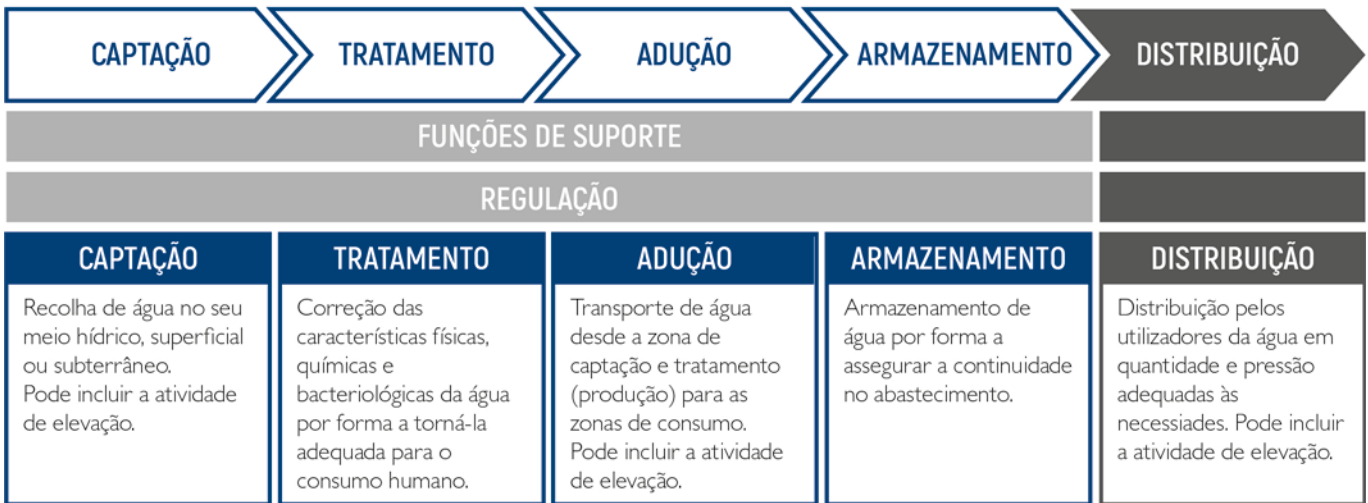 CAPTAÇÃO
TRATAMENTO
ADUÇÃO
ARMAZENAMENTO
DISTRIBUIÇÃO
FUNÇÕES DE SUPORTE
REGULAÇÃO
CAPTAÇÃO
Recolha de água no seu
meio hídrico, superficial
ou subterrâneo.
Pode incluir a atividade
de elevação.
TRATAMENTO
Correção das
características físicas,
químicas e
bacteriológicas da água
por forma a torná-la
adequada para o
consumo humano.
ADUÇÃO
Transporte de água
desde a zona de
captação e tratamento
(produção) para as
zonas de consumo.
Pode incluir a atividade
de elevação.
ARMAZENAMENTO
Armazenamento de
água por forma a
assegurar a continuidade
no abastecimento.
DISTRIBUIÇÃO
Distribuição pelos
utilizadores da água em
quantidade e pressão
adequadas às
necessiades. Pode incluir
a atividade de elevação.